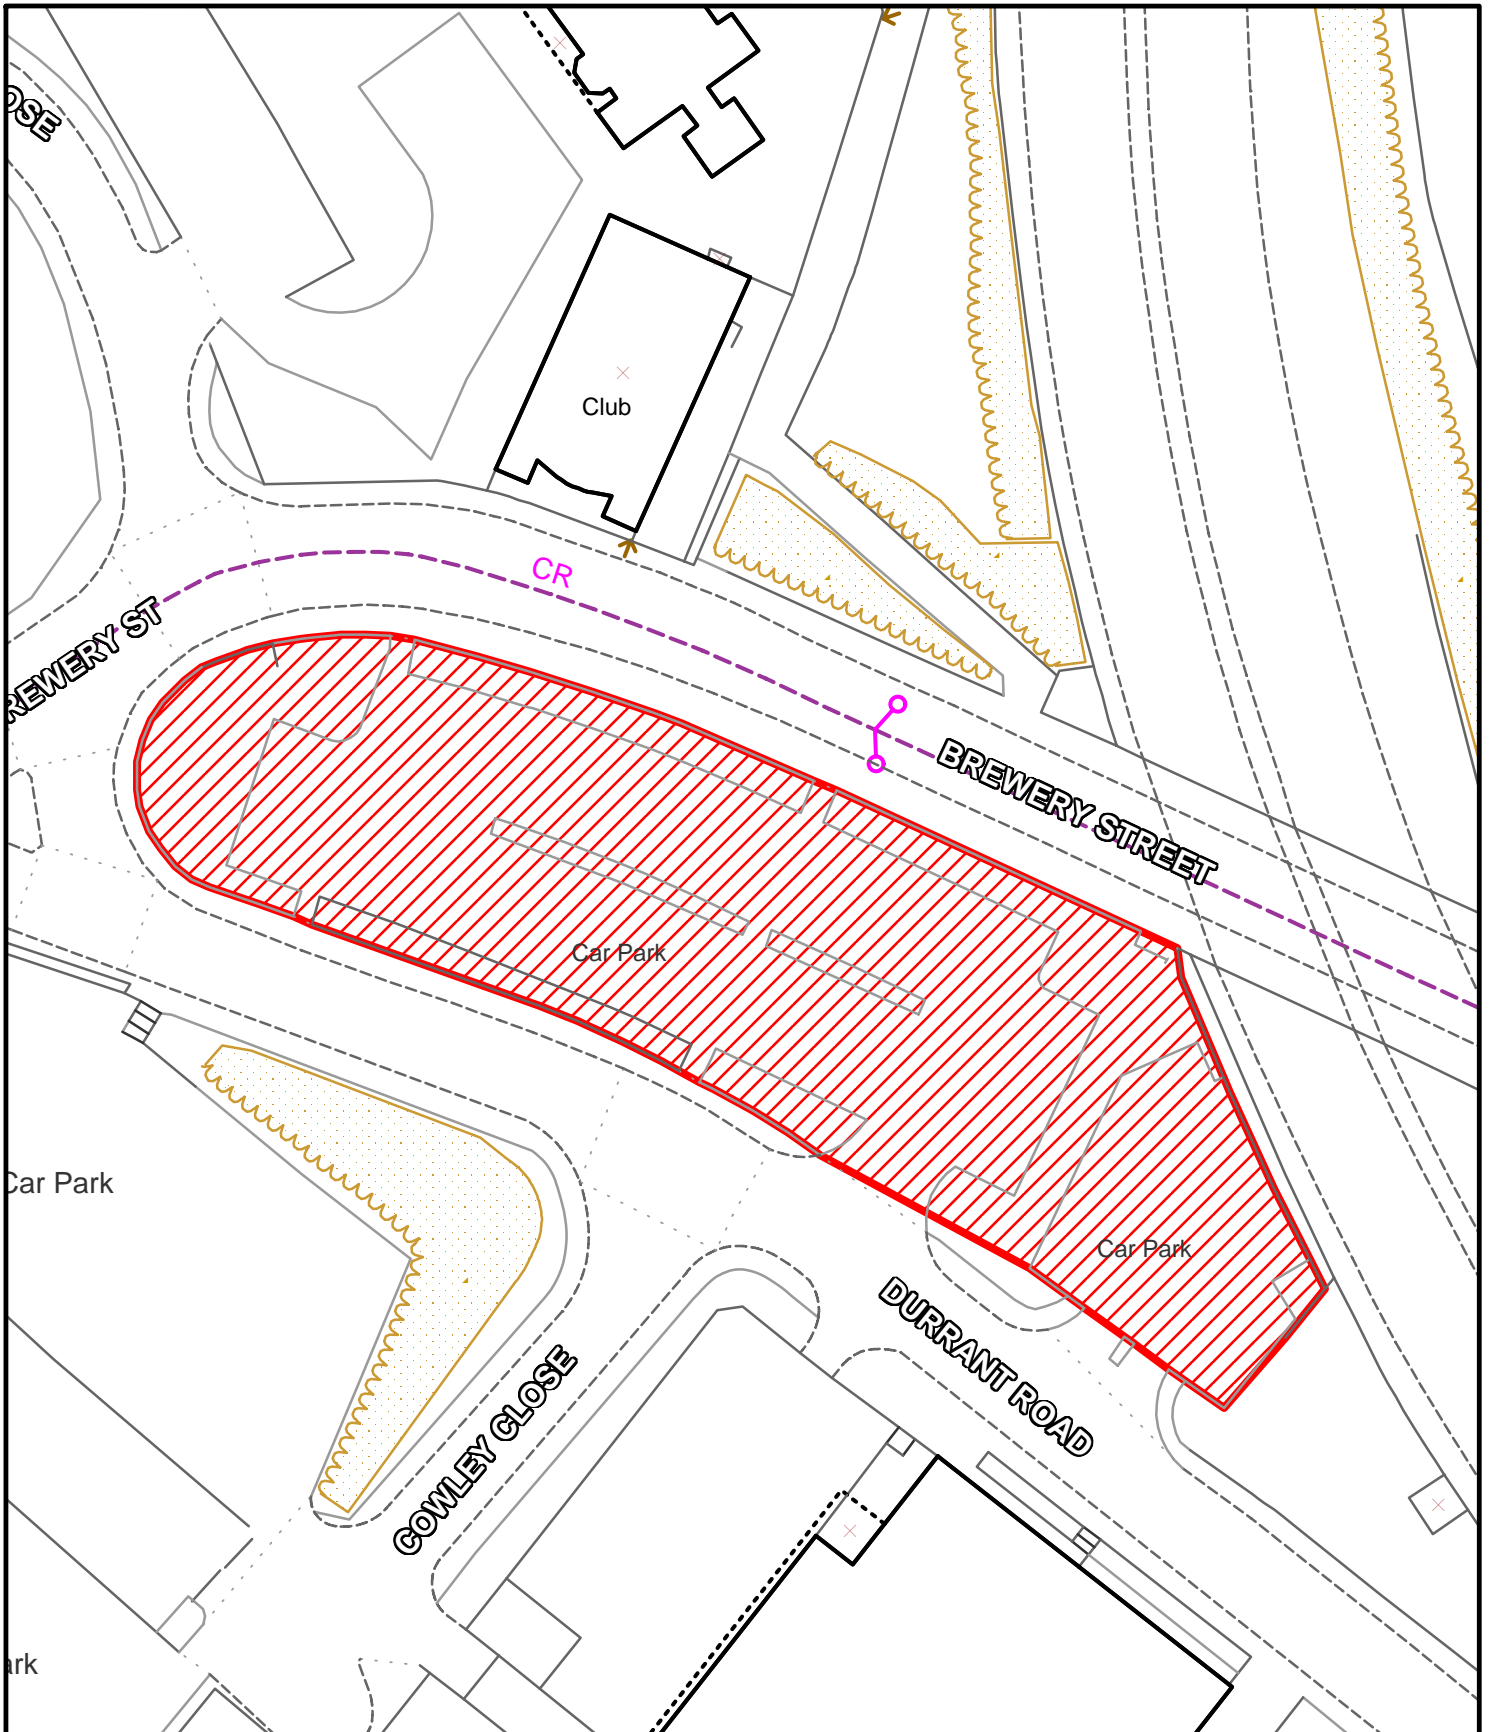 OSE
Club
CR
REWERY ST
BREWERY STREET
Car Park
Car Park
Car Park
DURRANT ROAD
COWLEY CLOSE
ark